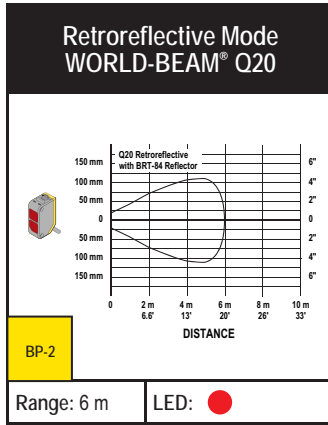 Retroreflective Mode
WORLD-BEAM® Q20
Q20 Retroreflective
with BRT-84 Reflector
150 mm 6"
100 mm 4"
50 mm 2"
0 0
50 mm 2"
100 mm 4"
150 mm 6"
0 2 m 4 m 6 m 8 m 10 m
6.6' 13' 20' 26' 33'
DISTANCE
BP-2
Range: 6 m LED: